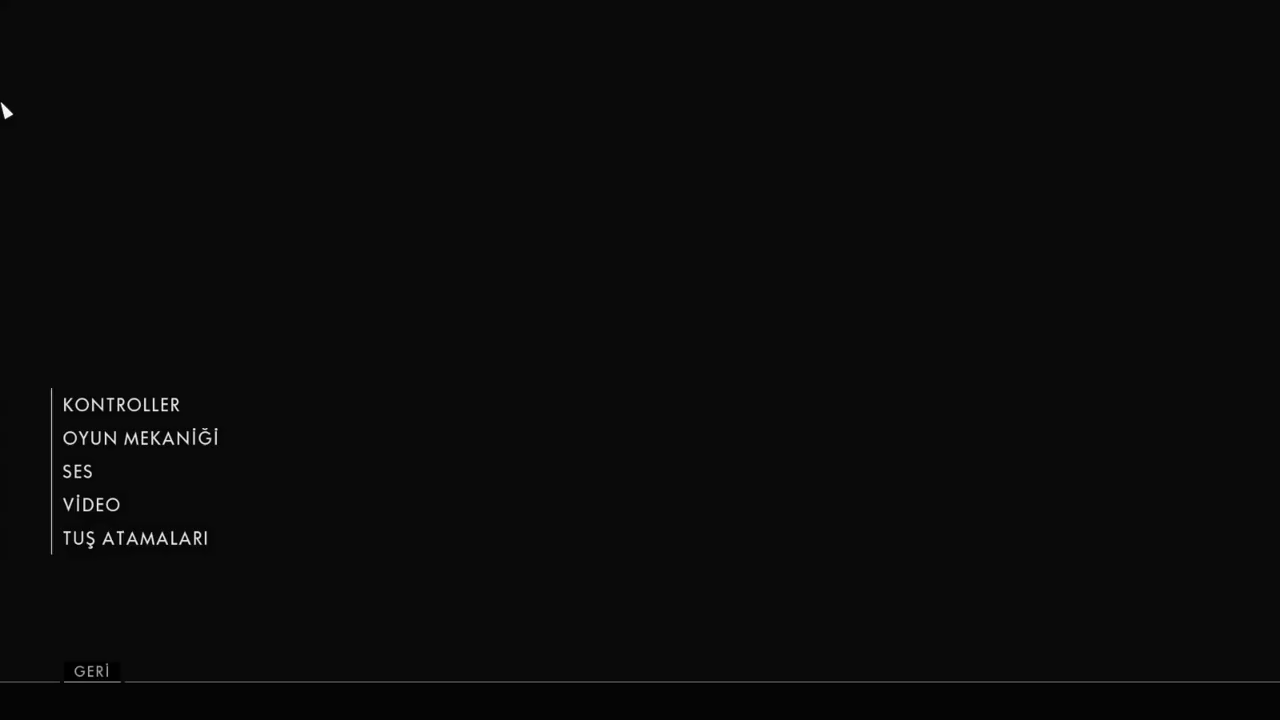 KONTROLLER
OYUN MEKANİĞİ
SES
VİDEO
TUŞ ATAMALARI
GERİ